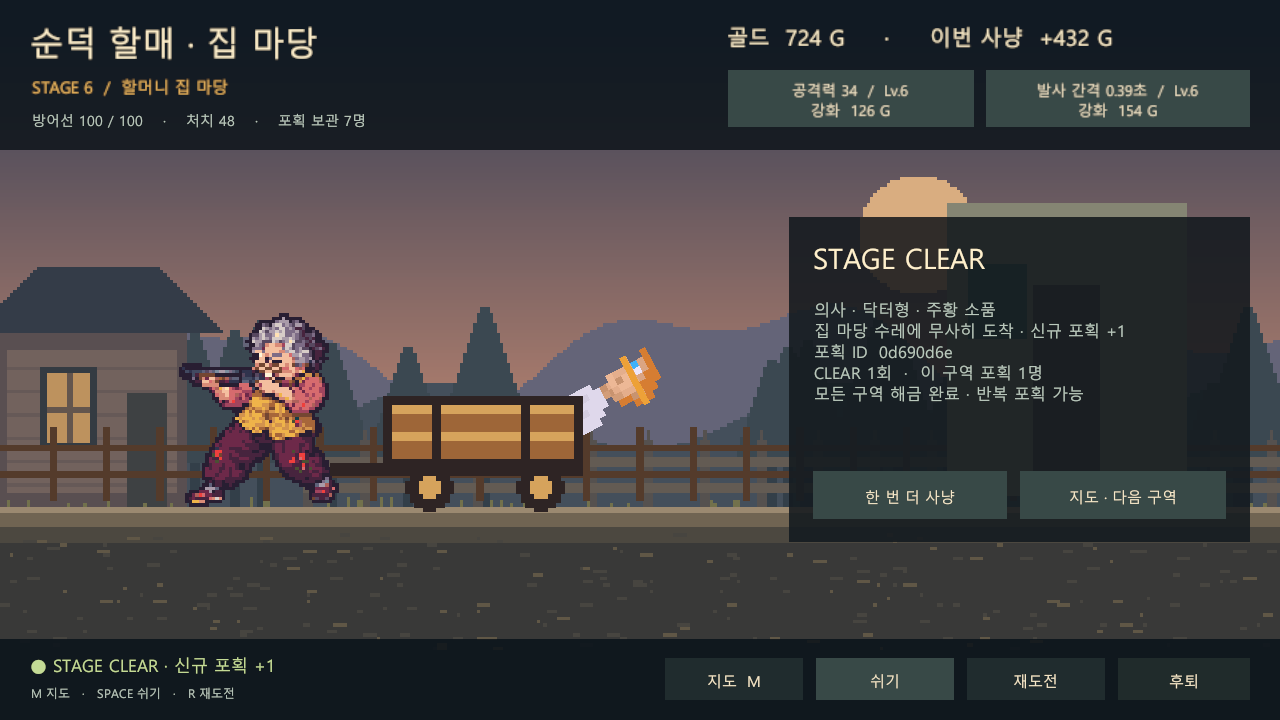 순덕 할매 · 집 마당
STAGE 6 / 할머니 집 마당
방어선 100 / 100 · 처치 48 · 포획 보관 7명
골드 724 G · 이번 사냥 +432 G
공격력 34 / Lv.6
강화 126 G
발사 간격 0.39초 / Lv.6
강화 154 G
STAGE CLEAR
의사 · 닥터형 · 주황 소품
집 마당 수레에 무사히 도착 · 신규 포획 +1
포획 ID 0d690d6e
CLEAR 1회 · 이 구역 포획 1명
모든 구역 해금 완료 · 반복 포획 가능
한 번 더 사냥
지도 · 다음 구역
STAGE CLEAR · 신규 포획 +1
M 지도 · SPACE 쉬기 · R 재도전
지도 M
쉬기
재도전
후퇴